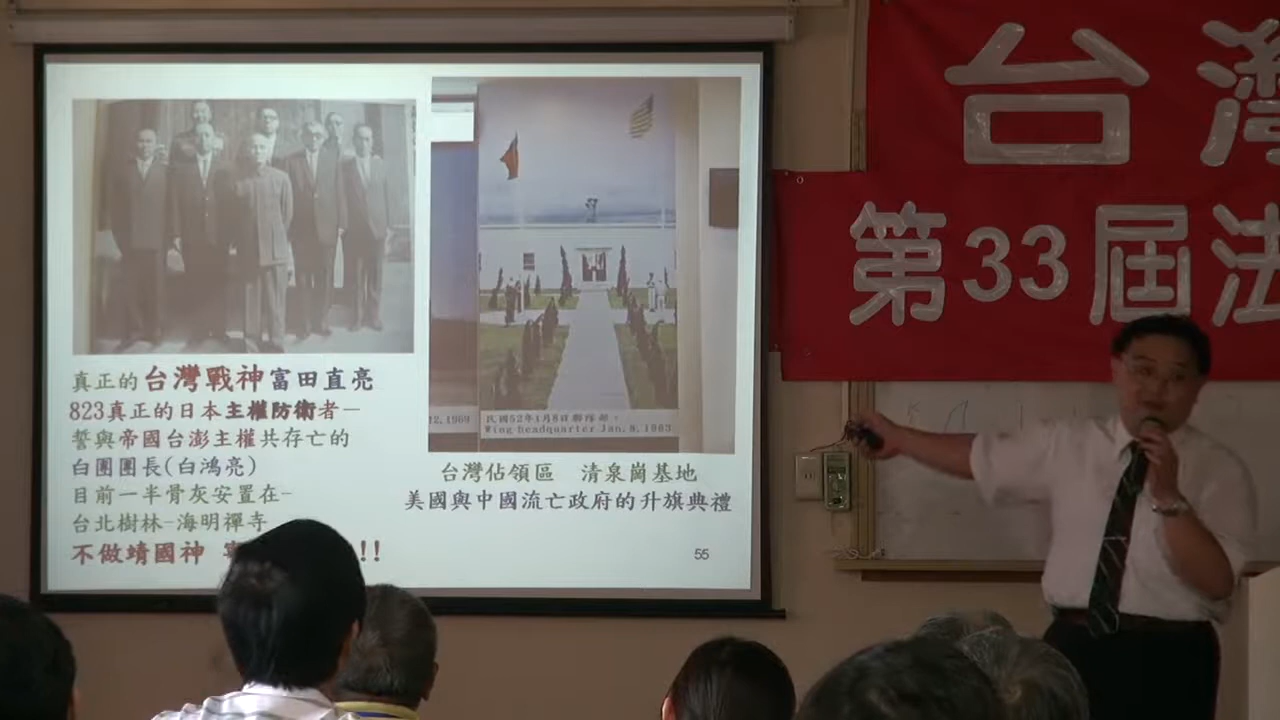 真正的台灣戰神富田直亮
823真正的日本主權防衛者－
誓與帝國台澎主權共存亡的
白團團長(白鴻亮)
目前一半骨灰安置在-
台北樹林-海明禪寺
不做靖國神
!!
12,1969
民國52年1月8日聯隊部。
Wing headquarter Jan. 8. 1963
台灣佔領區 清泉崗基地
美國與中國流亡政府的升旗典禮
55
台灣
第33屆法